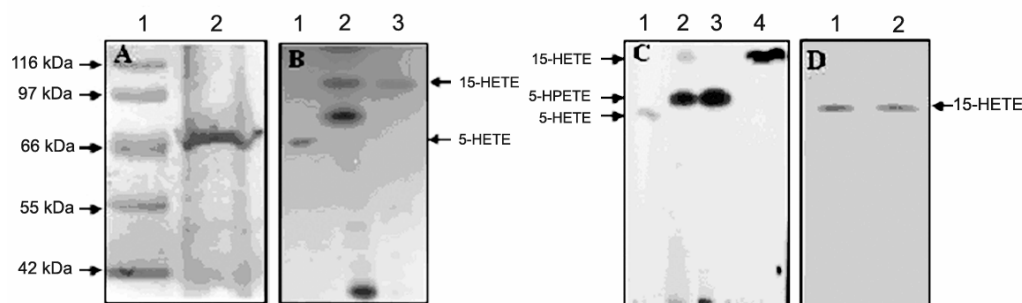 1 2
A
116 kDa
97 kDa
66 kDa
55 kDa
42 kDa
1 2 3
B
15-HETE
5-HETE
1 2 3 4
C
15-HETE
5-HPETE
5-HETE
1 2
D
15-HETE